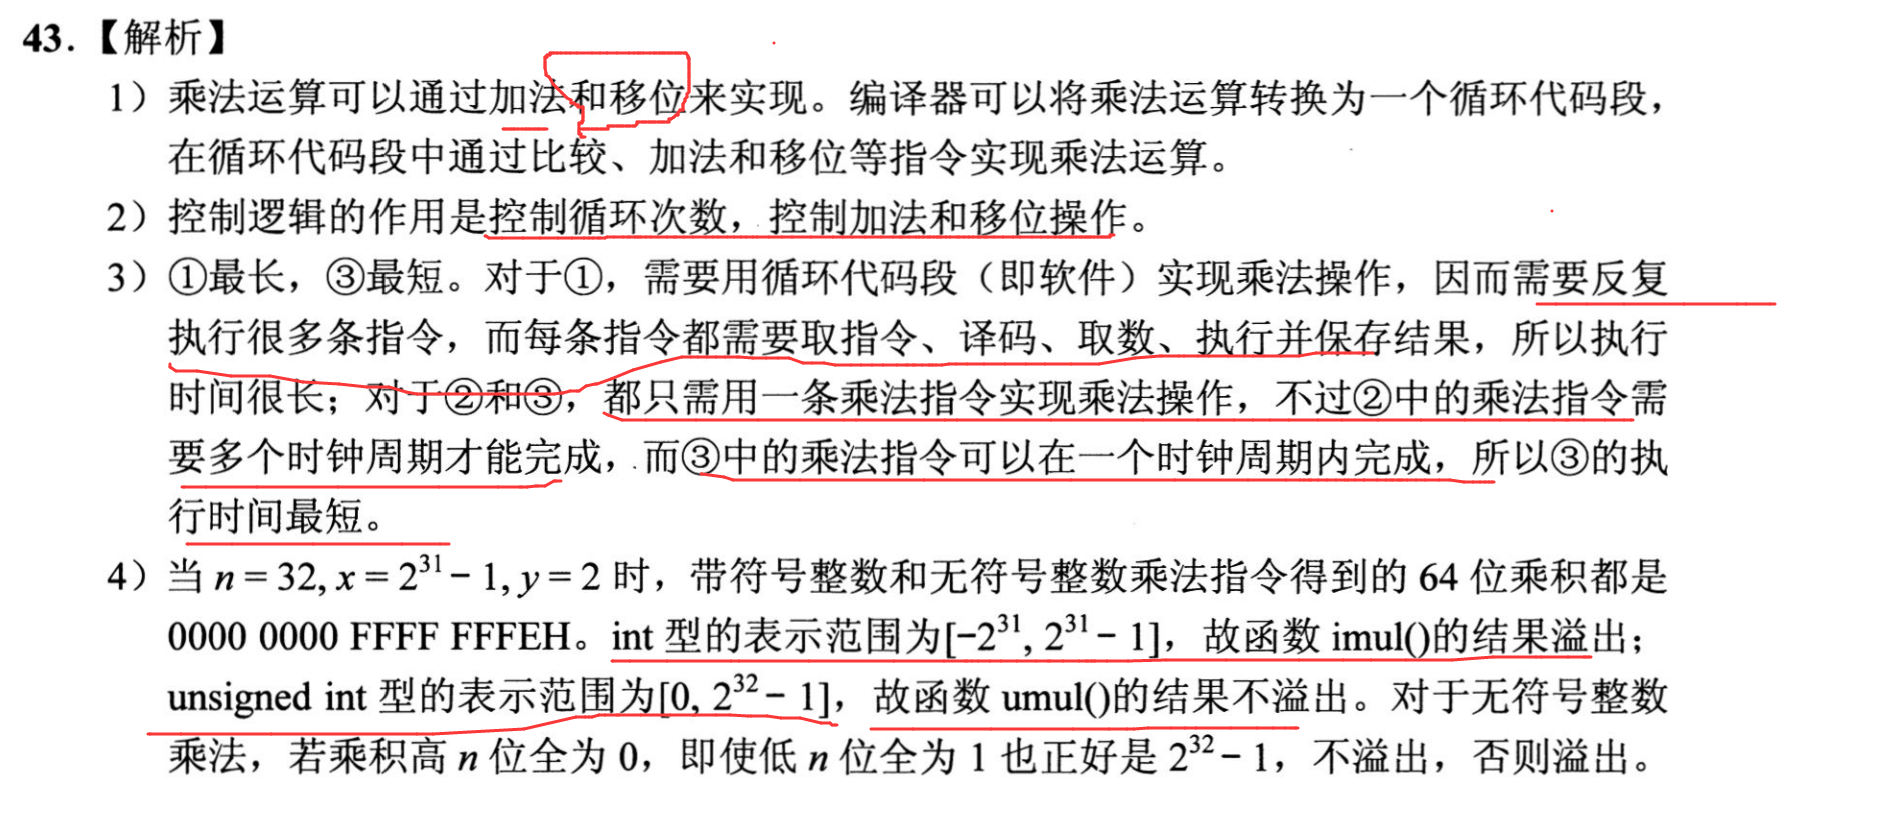 43.【解析】
1）乘法运算可以通过加法和移位来实现。编译器可以将乘法运算转换为一个循环代码段，
在循环代码段中通过比较、加法和移位等指令实现乘法运算。
2）控制逻辑的作用是控制循环次数，控制加法和移位操作。
3）①最长，③最短。对于①，需要用循环代码段（即软件）实现乘法操作，因而需要反复
执行很多条指令，而每条指令都需要取指令、译码、取数、执行并保存结果，所以执行
时间很长；对于②和③，都只需用一条乘法指令实现乘法操作，不过②中的乘法指令需
要多个时钟周期才能完成，而③中的乘法指令可以在一个时钟周期内完成，所以③的执
行时间最短。
4）当 n = 32, x = 2³¹ − 1, y = 2 时，带符号整数和无符号整数乘法指令得到的 64 位乘积都是
0000 0000 FFFF FFFEH。int 型的表示范围为[−2³¹, 2³¹ − 1]，故函数 imul()的结果溢出；
unsigned int 型的表示范围为[0, 2³² − 1]，故函数 umul()的结果不溢出。对于无符号整数
乘法，若乘积高 n 位全为 0，即使低 n 位全为 1 也正好是 2³² − 1，不溢出，否则溢出。